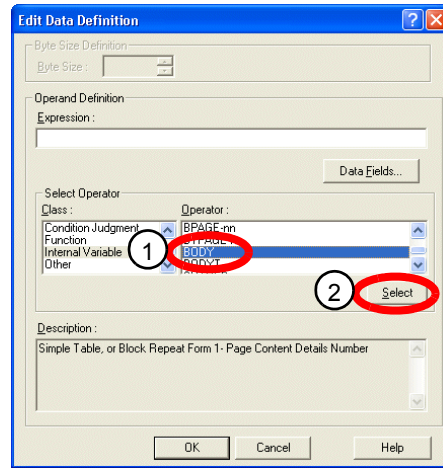 Edit Data Definition
Byte Size Definition
Byte Size :
Operand Definition
Expression :
Data Fields...
Select Operator
Class :
Operator :
Condition Judgment
Function
Internal Variable
Other
BPAGE-nn
BODY
BODYT
1
2
Select
Description :
Simple Table, or Block Repeat Form 1- Page Content Details Number
OK
Cancel
Help